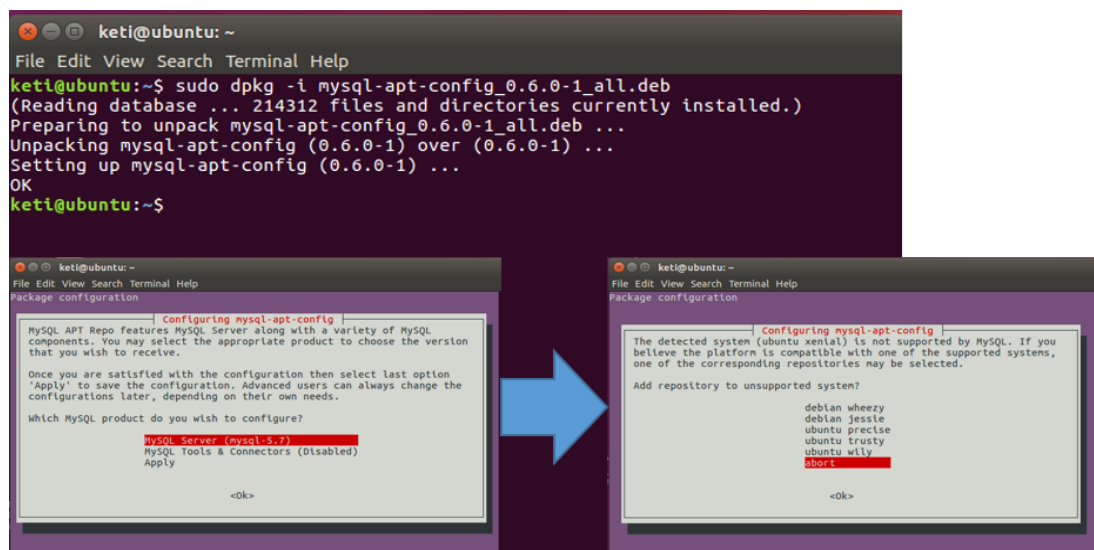 keti@ubuntu: ~
File Edit View Search Terminal Help
keti@ubuntu:~$ sudo dpkg -i mysql-apt-config_0.6.0-1_all.deb
(Reading database ... 214312 files and directories currently installed.)
Preparing to unpack mysql-apt-config_0.6.0-1_all.deb ...
Unpacking mysql-apt-config (0.6.0-1) over (0.6.0-1) ...
Setting up mysql-apt-config (0.6.0-1) ...
OK
keti@ubuntu:~$
keti@ubuntu: ~
File Edit View Search Terminal Help
Package configuration
Configuring mysql-apt-config
MySQL APT Repo features MySQL Server along with a variety of MySQL
components. You may select the appropriate product to choose the version
that you wish to receive.
Once you are satisfied with the configuration then select last option
'Apply' to save the configuration. Advanced users can always change the
configurations later, depending on their own needs.
Which MySQL product do you wish to configure?
MySQL Server (mysql-5.7)
MySQL Tools & Connectors (Disabled)
Apply
<Ok>
keti@ubuntu: ~
File Edit View Search Terminal Help
Package configuration
Configuring mysql-apt-config
The detected system (ubuntu xenial) is not supported by MySQL. If you
believe the platform is compatible with one of the supported systems,
one of the corresponding repositories may be selected.
Add repository to unsupported system?
debian wheezy
debian jessie
ubuntu precise
ubuntu trusty
ubuntu wily
abort
<Ok>